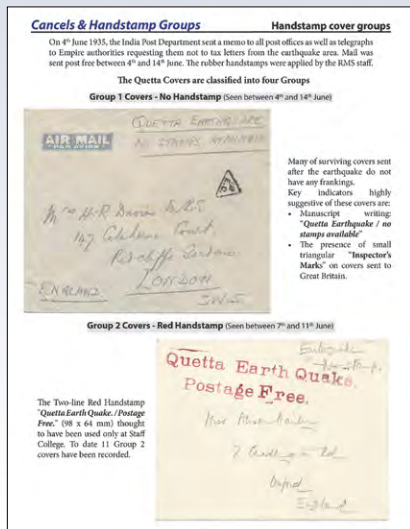 Cancels & Handstamp Groups
Handstamp cover groups
On 4th June 1935, the India Post Department sent a memo to all post offices as well as telegraphs
to Empire authorities requesting them not to tax letters from the earthquake area. Mail was
sent post free between 4th and 14th June. The rubber handstamps were applied by the RMS staff.
The Quetta Covers are classified into four Groups
Group 1 Covers - No Handstamp (Seen between 4th and 14th June)
QUETTA EARTHQUAKE
NO STAMPS AVAILABLE
AIR MAIL
PAR AVION
Mrs H.R. Davies
147 Court,
Redcliffe Gardens
LONDON
ENGLAND
S.W.
Many of surviving covers sent
after the earthquake do not
have any frankings.
Key indicators highly
suggestive of these covers are:
• Manuscript writing:
"Quetta Earthquake / no
stamps available"
• The presence of small
triangular "Inspector's
Marks" on covers sent to
Great Britain.
Group 2 Covers - Red Handstamp (Seen between 7th and 11th June)
The Two-line Red Handstamp
"Quetta Earth Quake. / Postage
Free." (98 x 64 mm) thought
to have been used only at Staff
College. To date 11 Group 2
covers have been recorded.
Earthquake
Quetta Earth Quake.
Postage Free.
Miss
Rd
Oxford
England